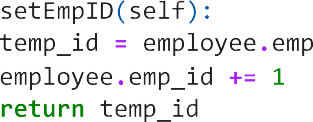 setEmpID(self):
temp_id = employee.emp
employee.emp_id += 1
return temp_id